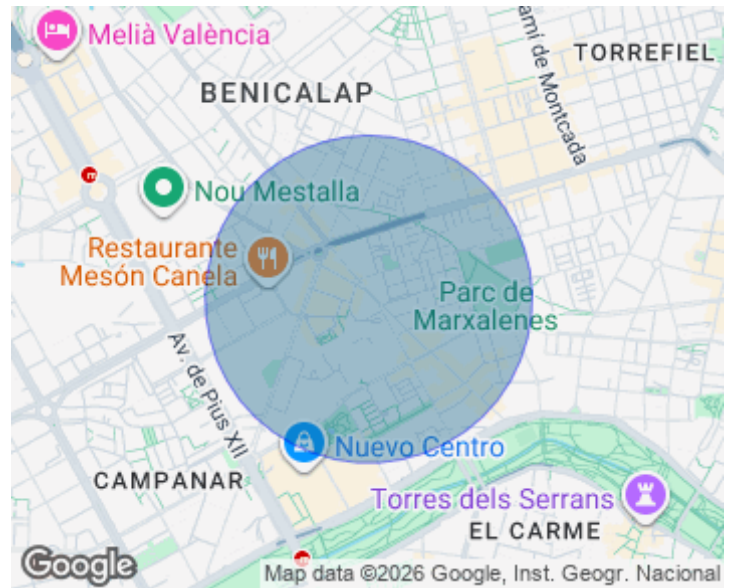 Melià València
TORREFIEL
BENICALAP
amí de Montcada
Nou Mestalla
Restaurante
Mesón Canela
Parc de
Marxalenes
Av. de Pius XII
Nuevo Centro
CAMPANAR
Torres dels Serrans
EL CARME
Google
Map data ©2026 Google, Inst. Geogr. Nacional